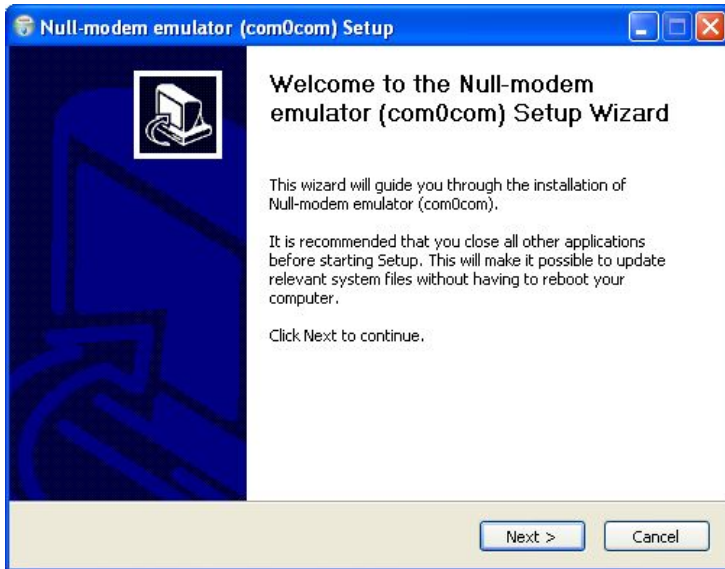 Null-modem emulator (com0com) Setup
Welcome to the Null-modem
emulator (com0com) Setup Wizard
This wizard will guide you through the installation of
Null-modem emulator (com0com).
It is recommended that you close all other applications
before starting Setup. This will make it possible to update
relevant system files without having to reboot your
computer.
Click Next to continue.
Next >
Cancel